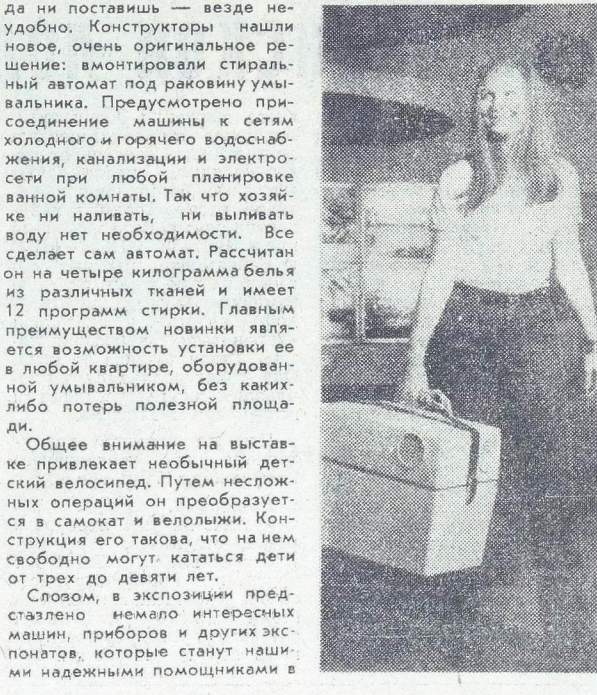 да ни поставишь — везде не-
удобно. Конструкторы нашли
новое, очень оригинальное ре-
шение: вмонтировали стираль-
ный автомат под раковину умы-
вальника. Предусмотрено при-
соединение машины к сетям
холодного и горячего водоснаб-
жения, канализации и электро-
сети при любой планировке
ванной комнаты. Так что хозяй-
ке ни наливать, ни выливать
воду нет необходимости. Все
сделает сам автомат. Рассчитан
он на четыре килограмма белья
из различных тканей и имеет
12 программ стирки. Главным
преимуществом новинки явля-
ется возможность установки ее
в любой квартире, оборудован-
ной умывальником, без каких-
либо потерь полезной площа-
ди.
Общее внимание на выстав-
ке привлекает необычный дет-
ский велосипед. Путем неслож-
ных операций он преобразует-
ся в самокат и велолыжи. Кон-
струкция его такова, что на нем
свободно могут кататься дети
от трех до девяти лет.
Словом, в экспозиции пред-
ставлено немало интересных
машин, приборов и других экс-
понатов, которые станут наши-
ми надежными помощниками в